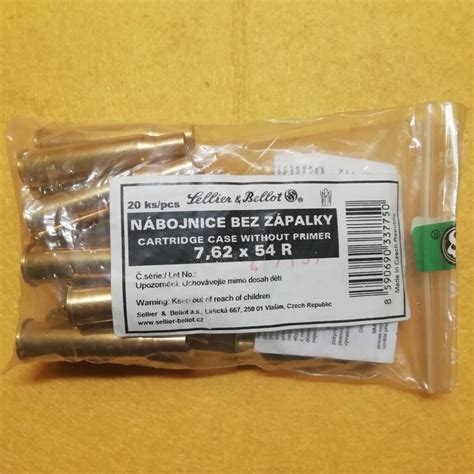 20 ks/pcs
Sellier & Bellot S&B
NÁBOJNICE BEZ ZÁPALKY
CARTRIDGE CASE WITHOUT PRIMER
7,62 x 54 R
Č.série:/ Lot No.:
Upozornění: Uchovávejte mimo dosah dětí
Warning: Keep out of reach of children
Sellier & Bellot a.s., Lidická 667, 258 01 Vlašim, Czech Republic
www.sellier-bellot.cz
8 590690 337750
Made in Czech Republic